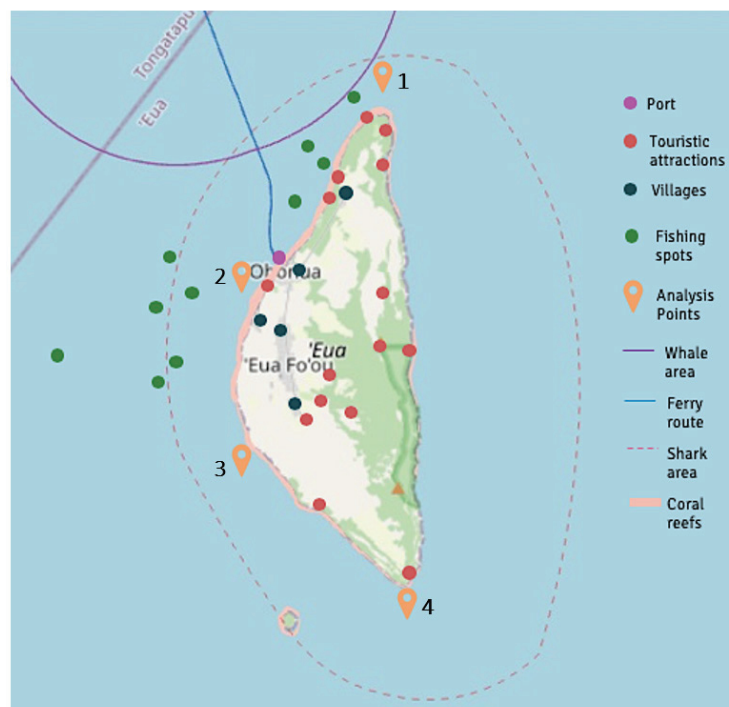 Tongatapu
'Eua
1
2
Ohonua
'Eua
'Eua Fo'ou
3
4
Port
Touristic
attractions
Villages
Fishing
spots
Analysis
Points
Whale
area
Ferry
route
Shark
area
Coral
reefs